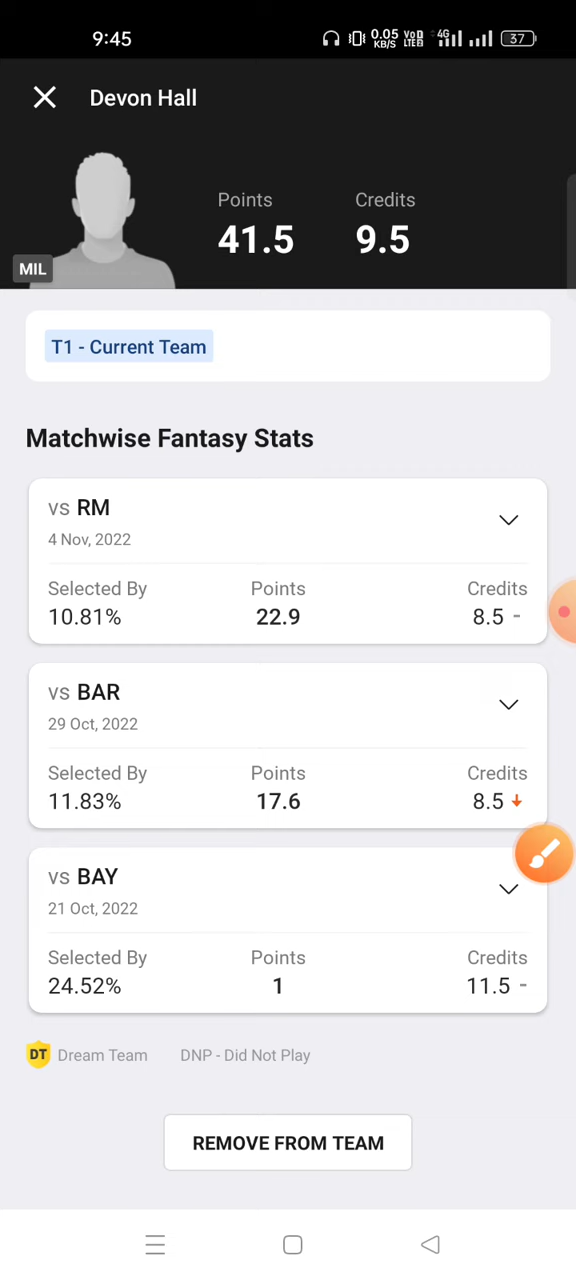 9:45
0.05 KB/S VoD LTE2 4G 37
Devon Hall
Points Credits
41.5 9.5
MIL
T1 - Current Team
Matchwise Fantasy Stats
vs RM
4 Nov, 2022
Selected By Points Credits
10.81% 22.9 8.5 -
vs BAR
29 Oct, 2022
Selected By Points Credits
11.83% 17.6 8.5
vs BAY
21 Oct, 2022
Selected By Points Credits
24.52% 1 11.5 -
DT Dream Team DNP - Did Not Play
REMOVE FROM TEAM